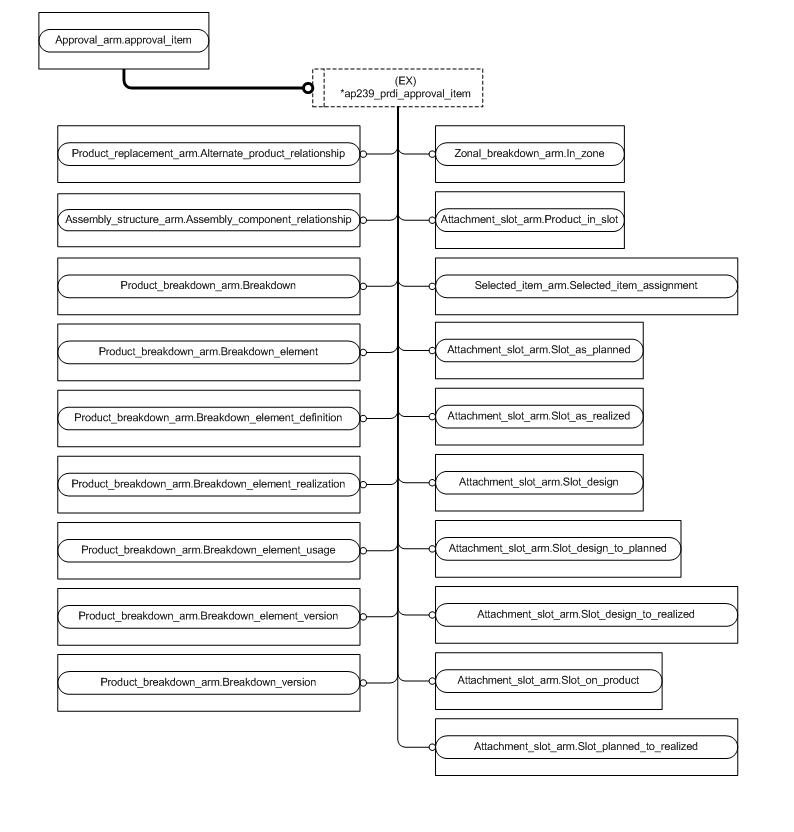 Approval_arm.approval_item
(EX)
*ap239_prdi_approval_item
Product_replacement_arm.Alternate_product_relationship
Zonal_breakdown_arm.In_zone
Assembly_structure_arm.Assembly_component_relationship
Attachment_slot_arm.Product_in_slot
Product_breakdown_arm.Breakdown
Selected_item_arm.Selected_item_assignment
Product_breakdown_arm.Breakdown_element
Attachment_slot_arm.Slot_as_planned
Product_breakdown_arm.Breakdown_element_definition
Attachment_slot_arm.Slot_as_realized
Product_breakdown_arm.Breakdown_element_realization
Attachment_slot_arm.Slot_design
Product_breakdown_arm.Breakdown_element_usage
Attachment_slot_arm.Slot_design_to_planned
Product_breakdown_arm.Breakdown_element_version
Attachment_slot_arm.Slot_design_to_realized
Product_breakdown_arm.Breakdown_version
Attachment_slot_arm.Slot_on_product
Attachment_slot_arm.Slot_planned_to_realized